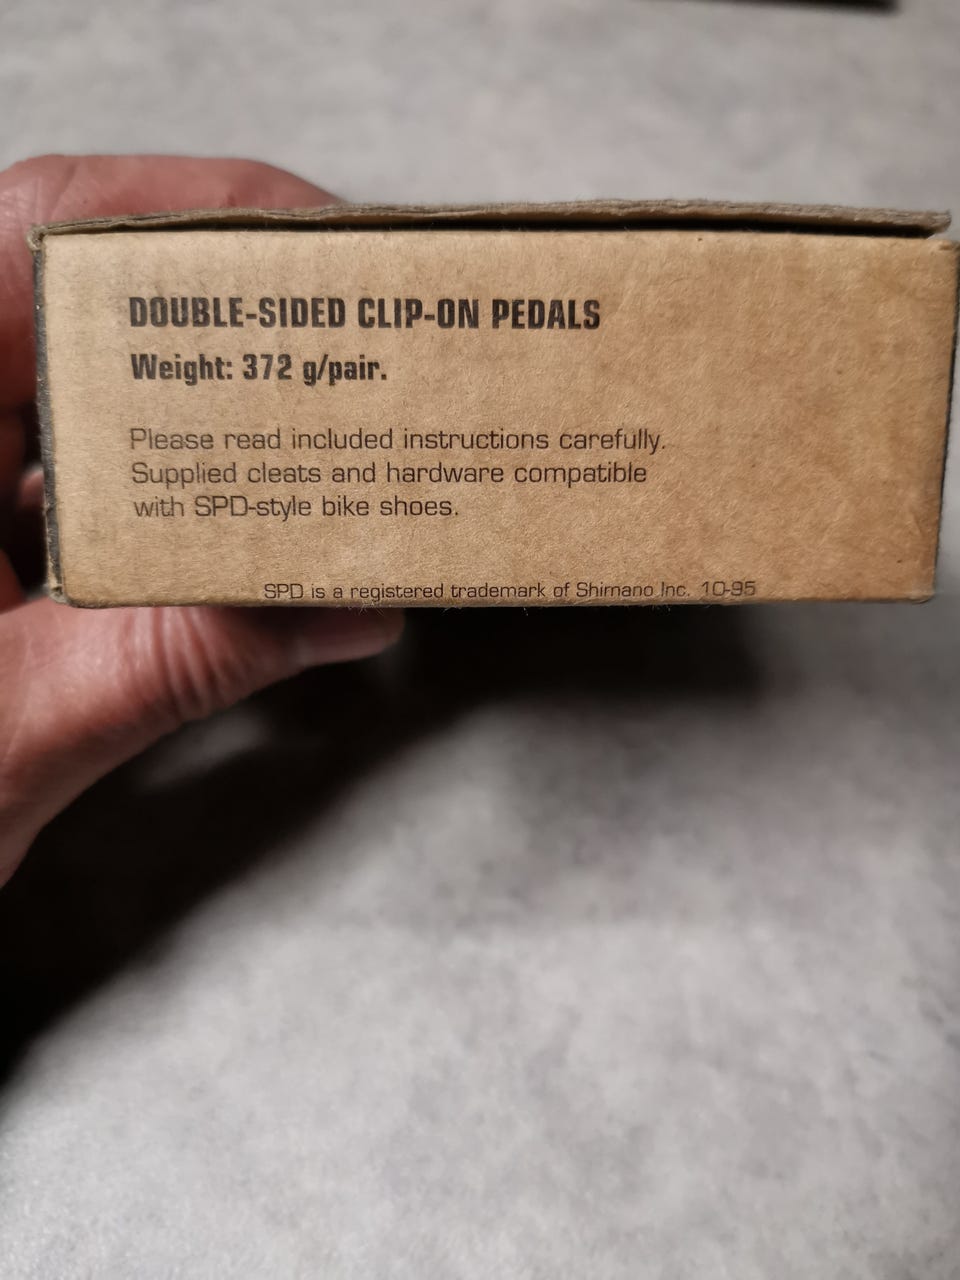 DOUBLE-SIDED CLIP-ON PEDALS
Weight: 372 g/pair.
Please read included instructions carefully.
Supplied cleats and hardware compatible
with SPD-style bike shoes.
SPD is a registered trademark of Shimano Inc. 10-95